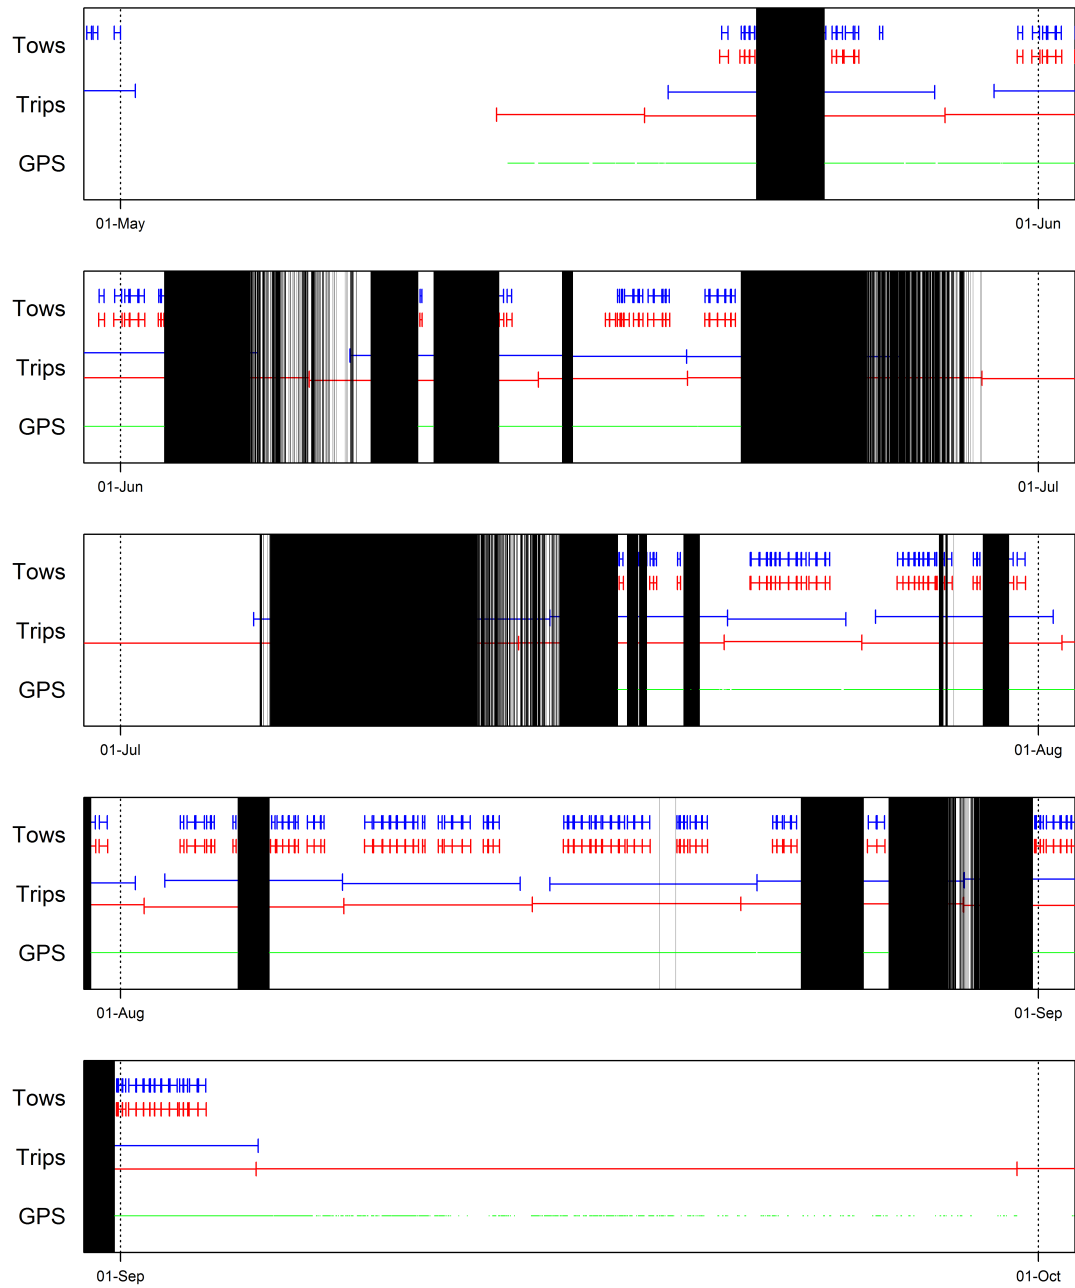 Tows
Trips
GPS
01-May
01-Jun
Tows
Trips
GPS
01-Jun
01-Jul
Tows
Trips
GPS
01-Jul
01-Aug
Tows
Trips
GPS
01-Aug
01-Sep
Tows
Trips
GPS
01-Sep
01-Oct